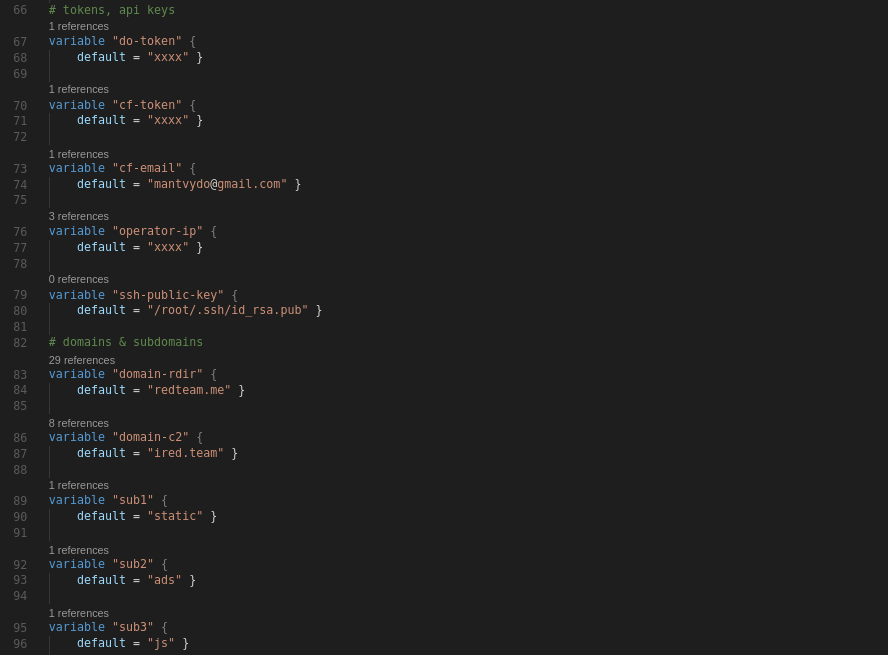 66 # tokens, api keys
1 references
67 variable "do-token" {
68 default = "xxxx" }
69
1 references
70 variable "cf-token" {
71 default = "xxxx" }
72
1 references
73 variable "cf-email" {
74 default = "mantvydo@gmail.com" }
75
3 references
76 variable "operator-ip" {
77 default = "xxxx" }
78
0 references
79 variable "ssh-public-key" {
80 default = "/root/.ssh/id_rsa.pub" }
81
82 # domains & subdomains
29 references
83 variable "domain-rdir" {
84 default = "redteam.me" }
85
8 references
86 variable "domain-c2" {
87 default = "ired.team" }
88
1 references
89 variable "sub1" {
90 default = "static" }
91
1 references
92 variable "sub2" {
93 default = "ads" }
94
1 references
95 variable "sub3" {
96 default = "js" }